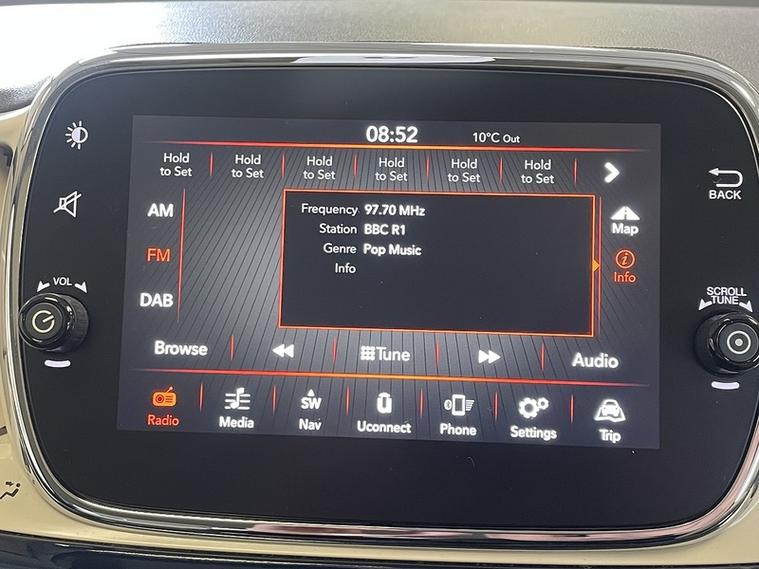 08:52 10°C Out
Hold to Set Hold to Set Hold to Set Hold to Set Hold to Set Hold to Set
AM
FM
DAB
Frequency 97.70 MHz
Station BBC R1
Genre Pop Music
Info
Map
Info
Browse Tune Audio
Radio Media SW Nav Uconnect Phone Settings Trip
VOL
BACK
SCROLL
TUNE